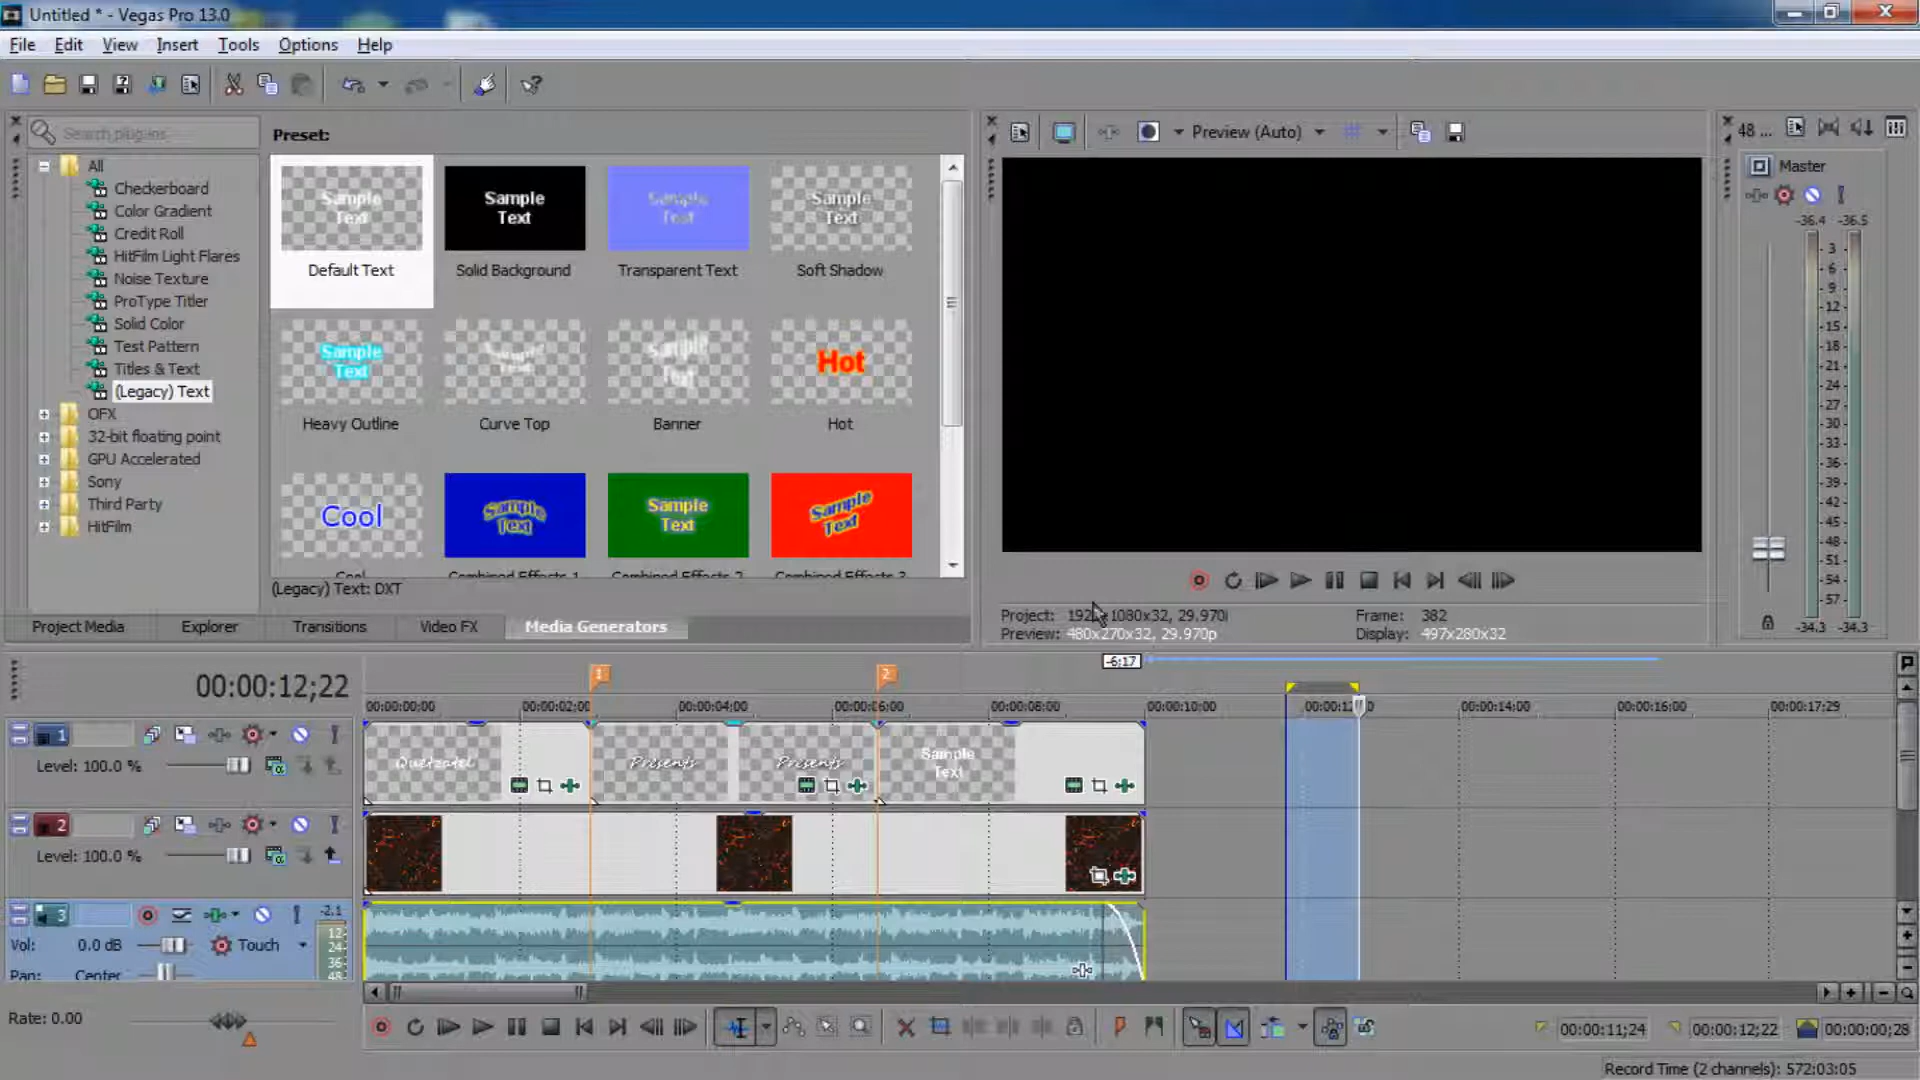 Untitled * - Vegas Pro 13.0
File Edit View Insert Tools Options Help
Search plug-ins
Preset:
All
Checkerboard
Color Gradient
Credit Roll
HitFilm Light Flares
Noise Texture
ProType Titler
Solid Color
Test Pattern
Titles & Text
(Legacy) Text
OFX
32-bit floating point
GPU Accelerated
Sony
Third Party
HitFilm
Sample Text
Sample Text
Sample Text
Sample Text
Default Text Solid Background Transparent Text Soft Shadow
Sample Text
Sample Text
Sample Text
Hot
Heavy Outline Curve Top Banner Hot
Cool
Sample Text
Sample Text
Sample Text
Cool Combined Effects 1 Combined Effects 2 Combined Effects 3
(Legacy) Text: DXT
Project Media Explorer Transitions Video FX Media Generators
Preview (Auto)
Project: 192 1080x32, 29.970i
Preview: 480x270x32, 29.970p
Frame: 382
Display: 497x280x32
48 ...
Master
-36.4 -36.5
3
6
9
12
15
18
21
24
27
30
33
36
39
42
45
48
51
54
57
-34.3 -34.3
00:00:12;22
1
2
-6:17
00:00:00;00 00:00:02;00 00:00:04;00 00:00:06;00 00:00:08;00 00:00:10;00 00:00:12 0 00:00:14;00 00:00:16;00 00:00:17;29
1
Level: 100.0 %
Quetzatel
Presents
Presents
Sample Text
2
Level: 100.0 %
3
-2.1
Vol: 0.0 dB
Touch
12
24
36
48
Pan: Center
Rate: 0.00
00:00:11;24 00:00:12;22 00:00:00;28
Record Time (2 channels): 572:03:05